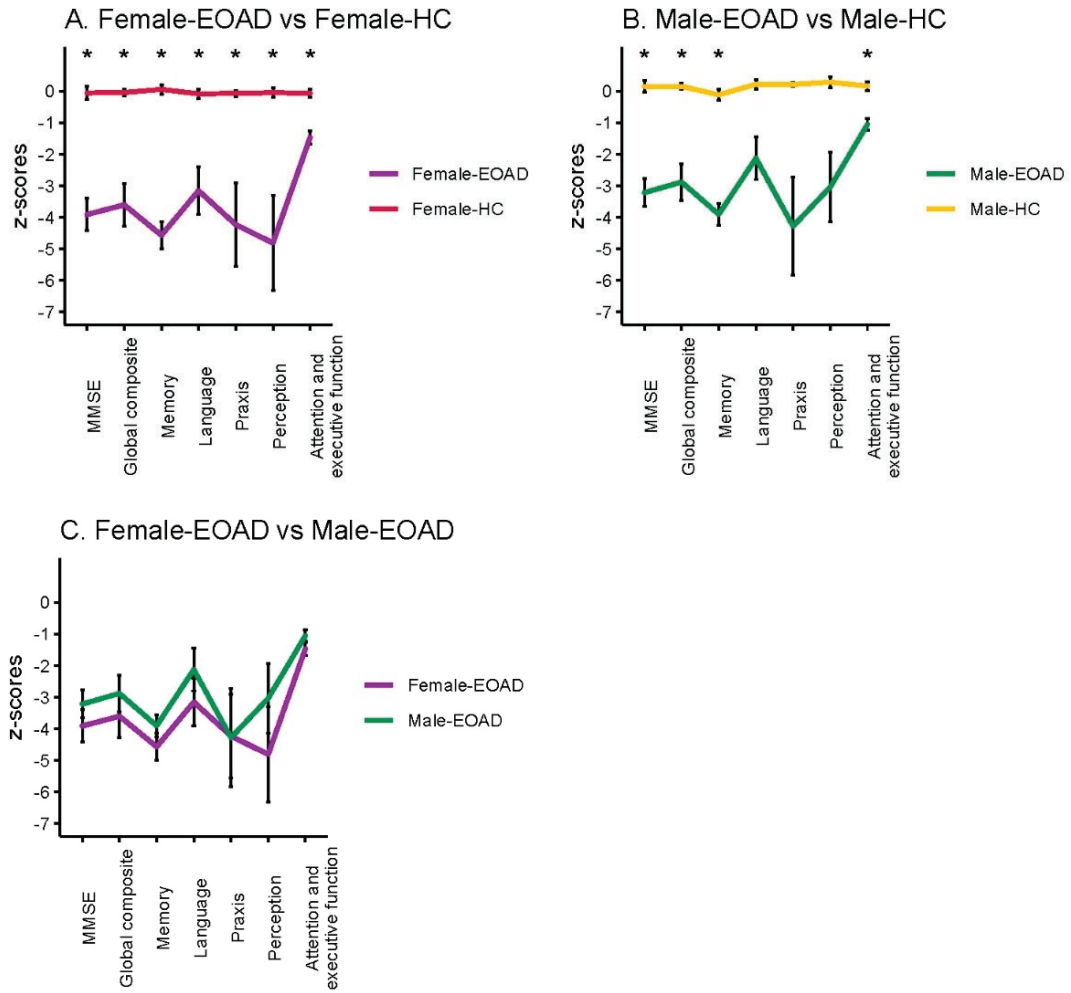 A. Female-EOAD vs Female-HC
* * * * * * *
0
-1
-2
-3
-4
-5
-6
-7
z-scores
MMSE
Global composite
Memory
Language
Praxis
Perception
Attention and
executive function
Female-EOAD
Female-HC
B. Male-EOAD vs Male-HC
* * * *
0
-1
-2
-3
-4
-5
-6
-7
z-scores
MMSE
Global composite
Memory
Language
Praxis
Perception
Attention and
executive function
Male-EOAD
Male-HC
C. Female-EOAD vs Male-EOAD
0
-1
-2
-3
-4
-5
-6
-7
z-scores
MMSE
Global composite
Memory
Language
Praxis
Perception
Attention and
executive function
Female-EOAD
Male-EOAD